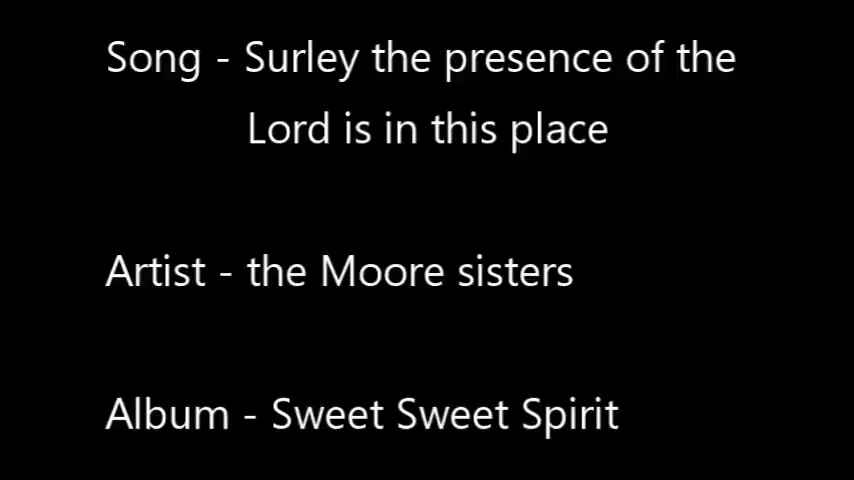 Song - Surley the presence of the
Lord is in this place
Artist - the Moore sisters
Album - Sweet Sweet Spirit